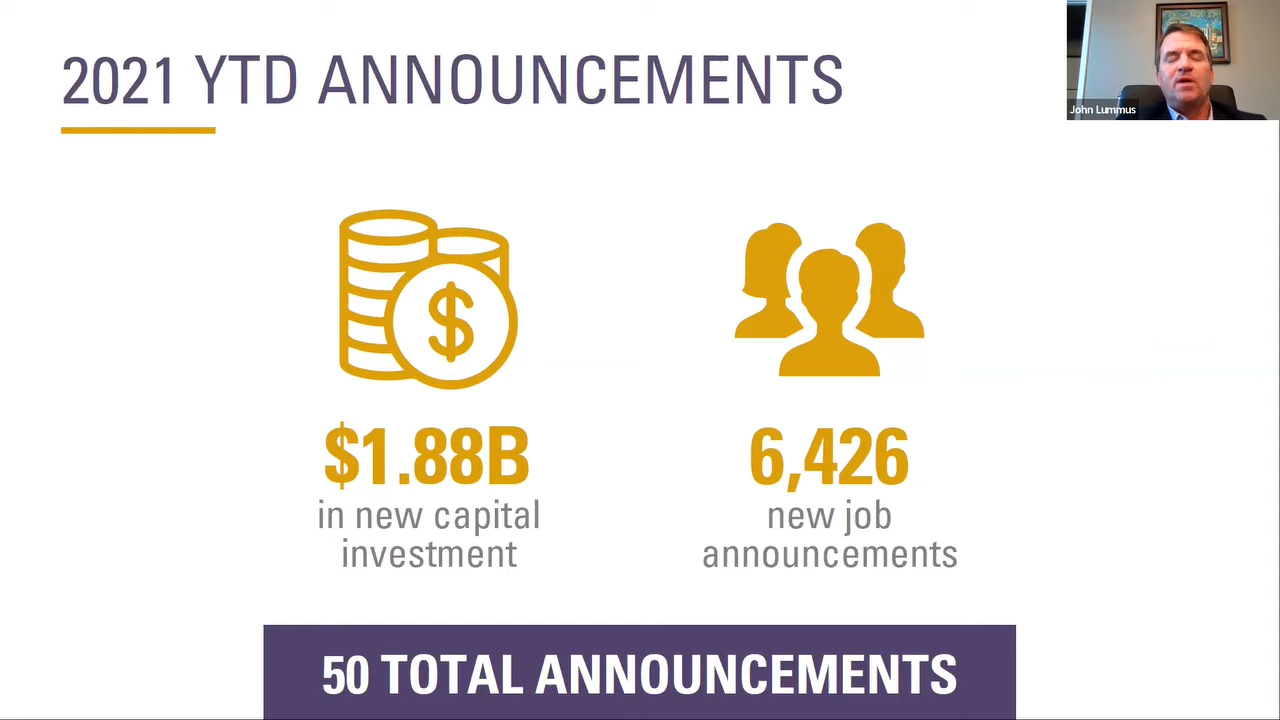 2021 YTD ANNOUNCEMENTS
John Lummus
$
$1.88B
in new capital
investment
6,426
new job
announcements
50 TOTAL ANNOUNCEMENTS